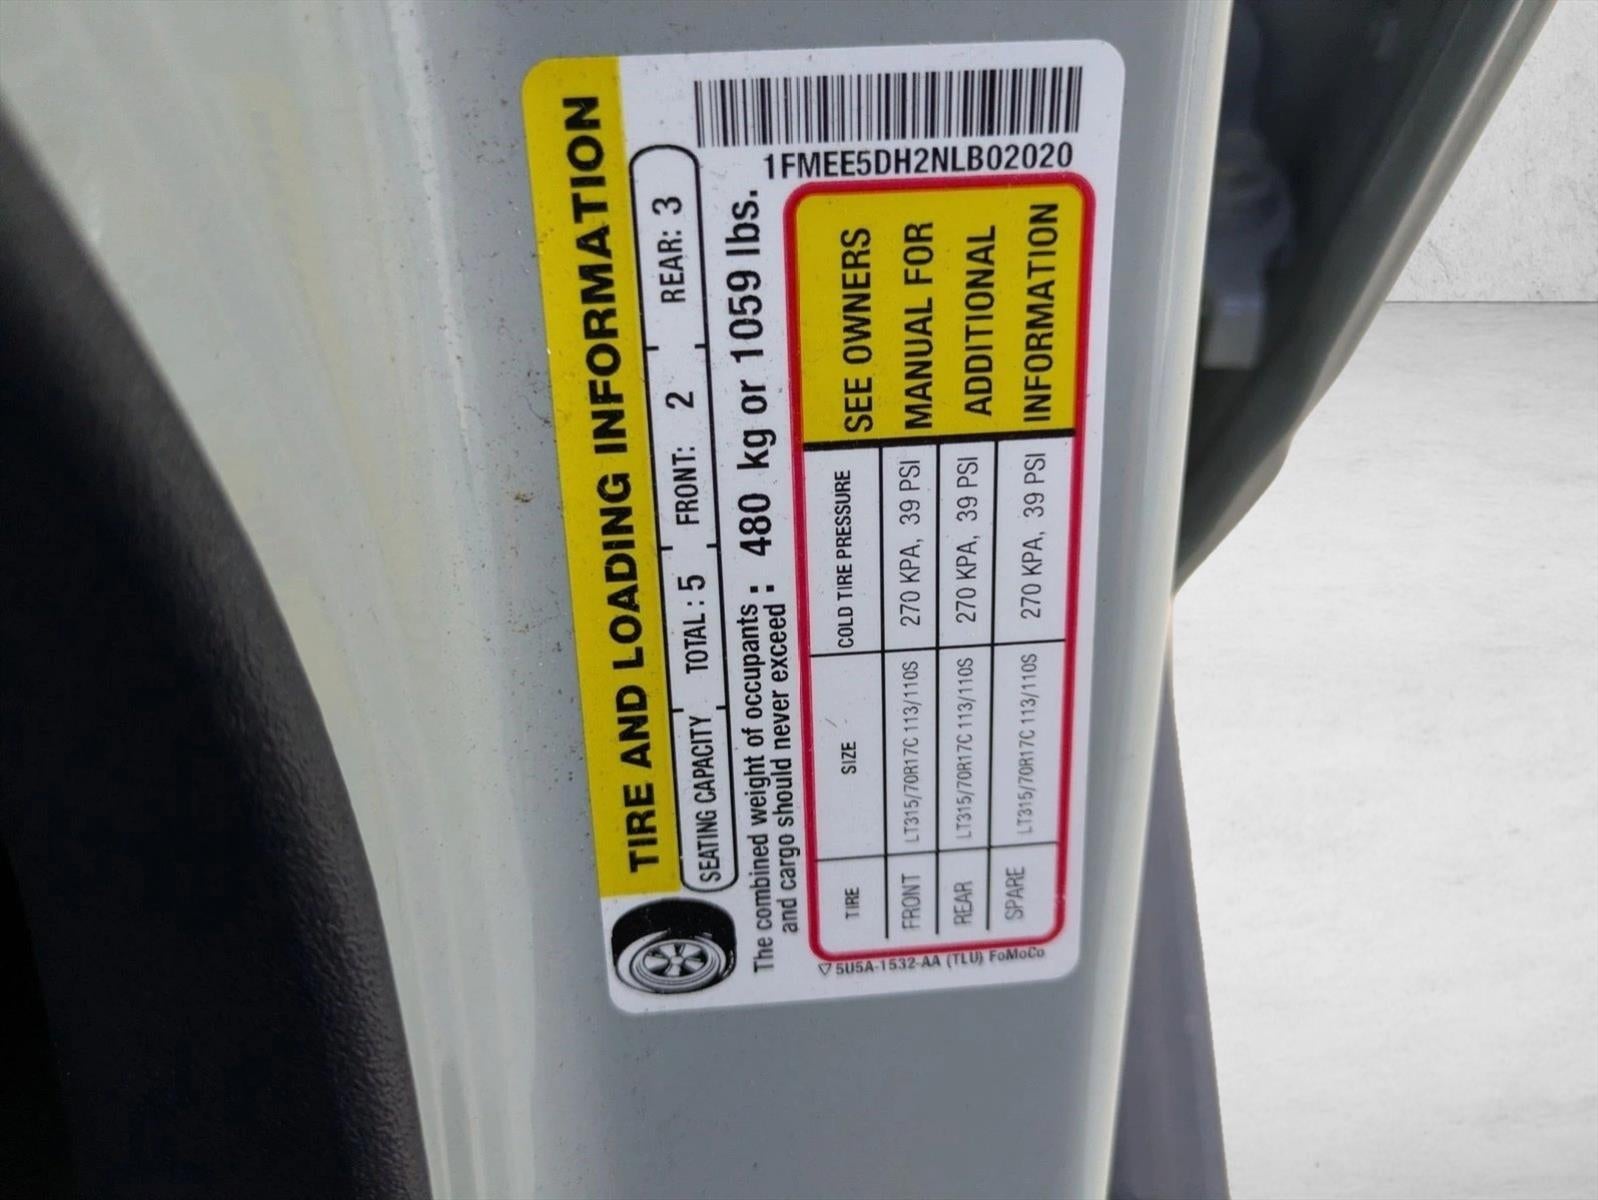 1FMEE5DH2NLB02020
TIRE AND LOADING INFORMATION
SEATING CAPACITY TOTAL : 5 FRONT: 2 REAR: 3
The combined weight of occupants : 480 kg or 1059 lbs.
and cargo should never exceed :
TIRE SIZE COLD TIRE PRESSURE
FRONT LT315/70R17C 113/110S 270 KPA, 39 PSI
REAR LT315/70R17C 113/110S 270 KPA, 39 PSI
SPARE LT315/70R17C 113/110S 270 KPA, 39 PSI
SEE OWNERS
MANUAL FOR
ADDITIONAL
INFORMATION
5U5A-1532-AA (TLU) FoMoCo